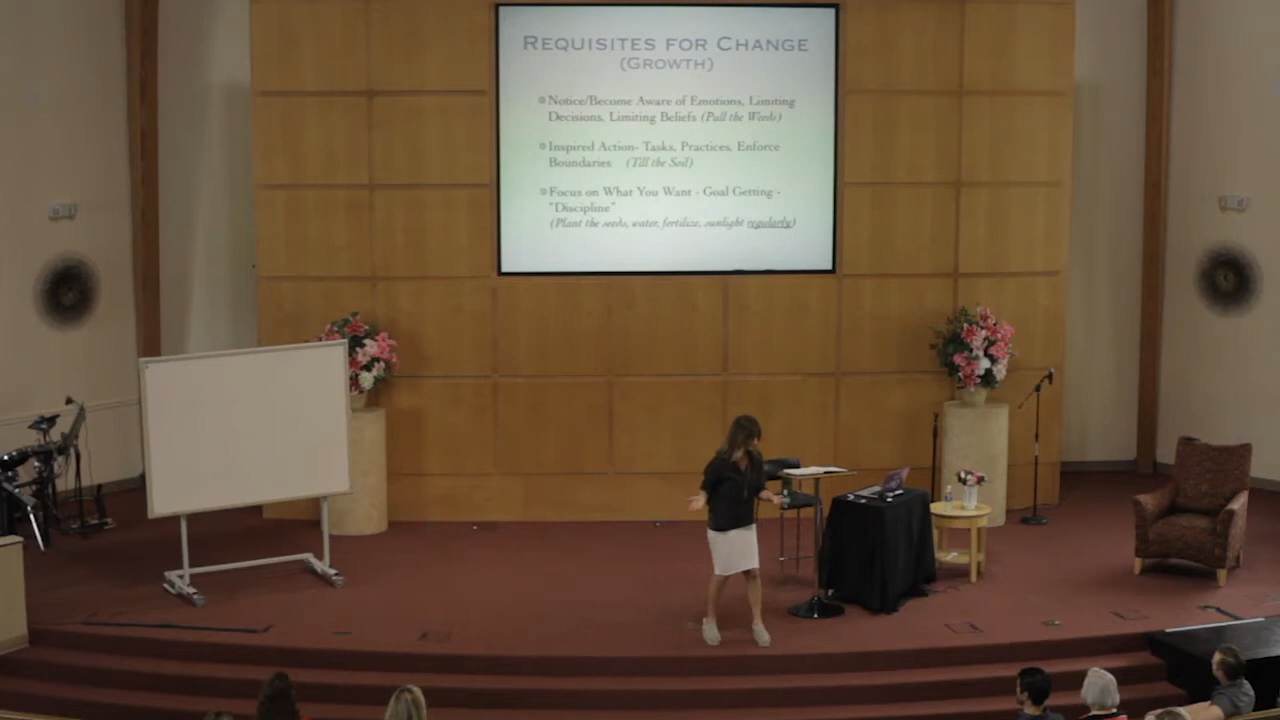 Requisites for Change
(Growth)
Notice/Become Aware of Emotions, Limiting
Decisions, Limiting Beliefs (Pull the Weeds)
Inspired Action- Tasks, Practices, Enforce
Boundaries (Till the Soil)
Focus on What You Want - Goal Getting -
"Discipline"
(Plant the seeds, water, fertilize, sunlight regularly)